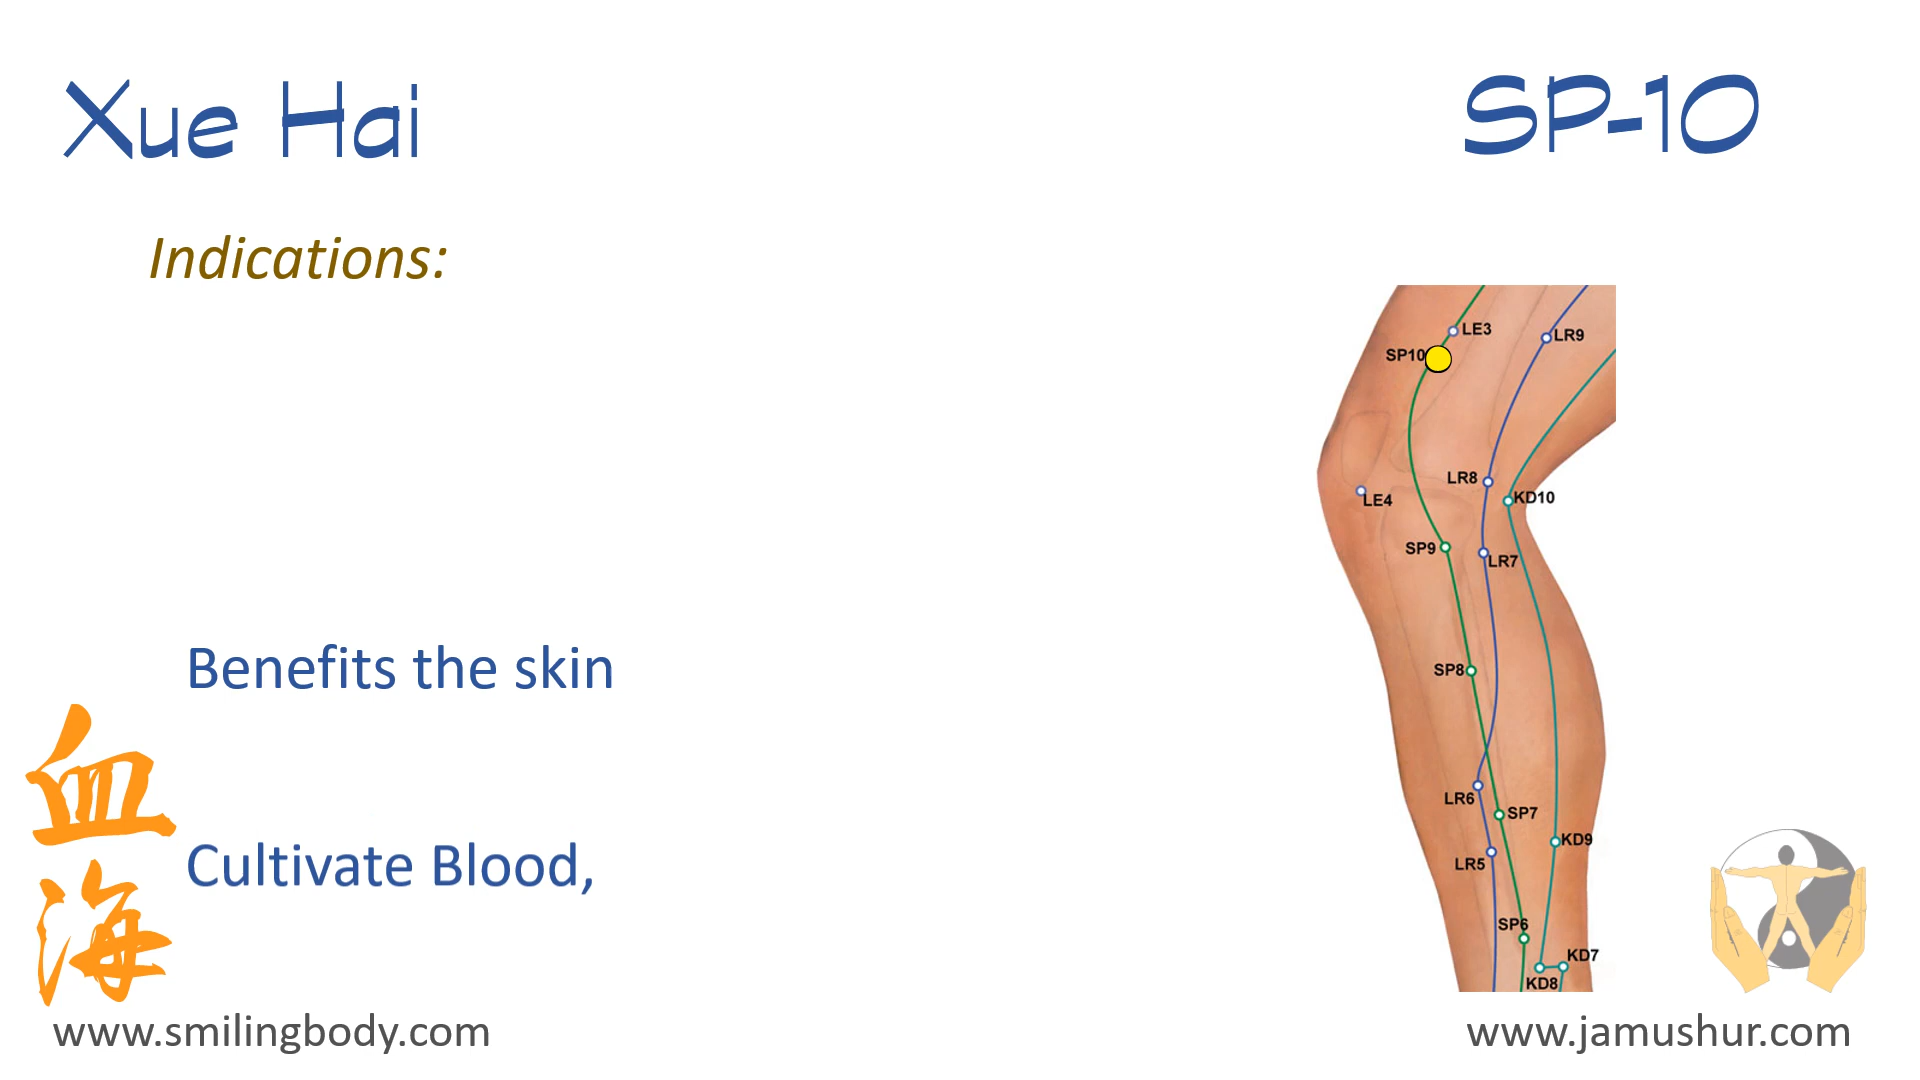 Xue Hai
SP-10
Indications:
Benefits the skin
Cultivate Blood,
血
海
LE3
LR9
SP10
LR8
KD10
LE4
SP9
LR7
SP8
LR6
SP7
KD9
LR5
SP6
KD7
KD8
www.smilingbody.com
www.jamushur.com